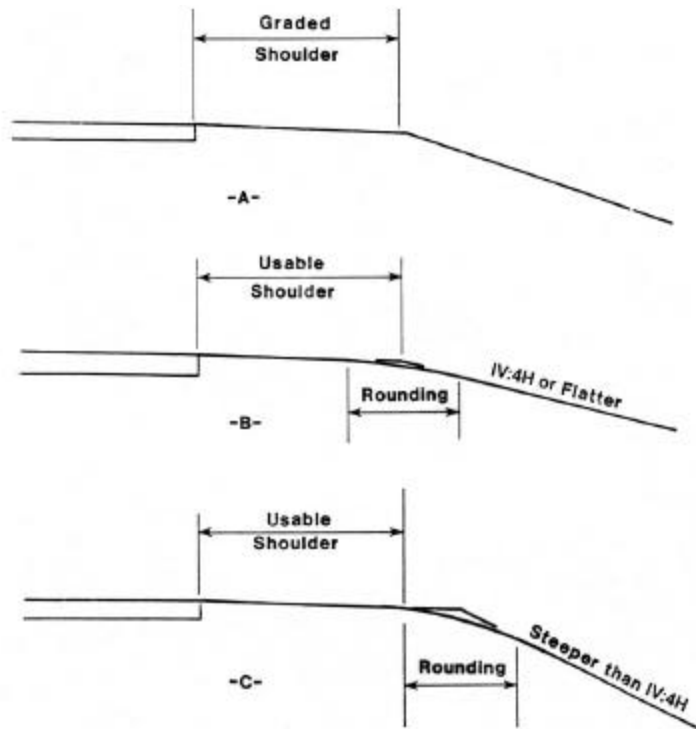 Graded
Shoulder
-A-
Usable
Shoulder
IV:4H or Flatter
Rounding
-B-
Usable
Shoulder
Steeper than IV:4H
Rounding
-C-